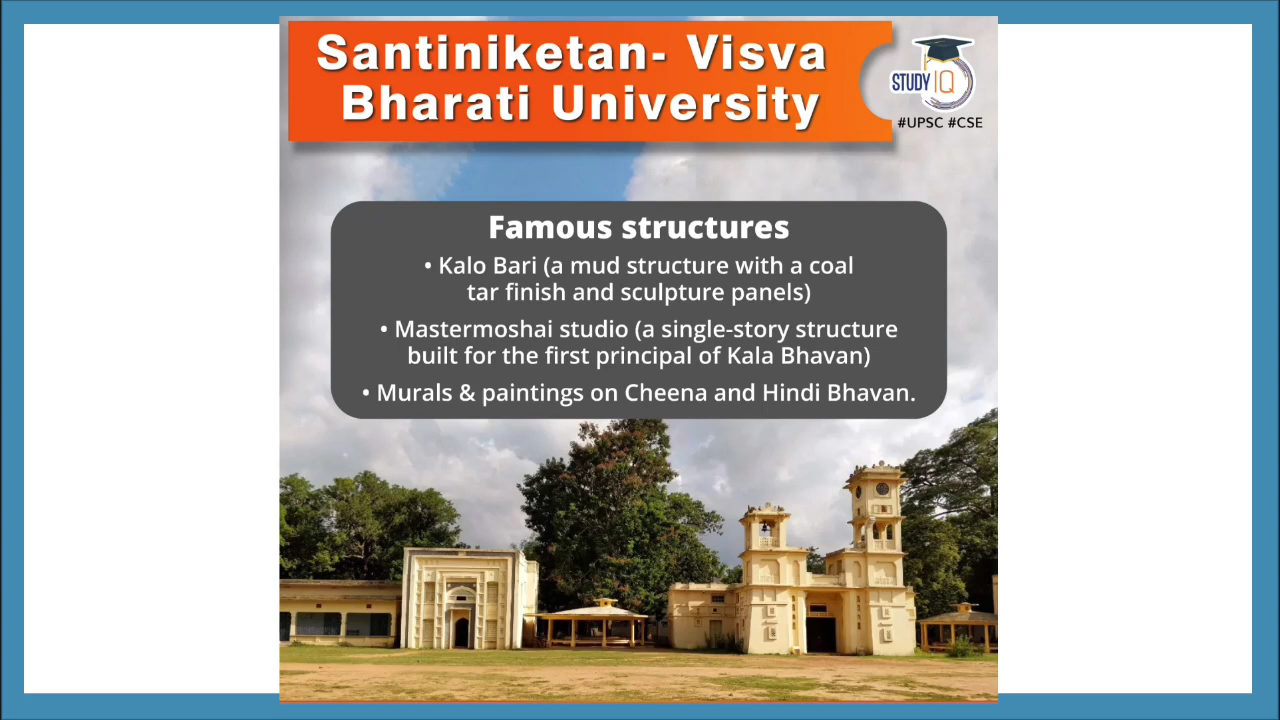 Santiniketan- Visva
Bharati University
STUDY IQ
#UPSC #CSE
Famous structures
• Kalo Bari (a mud structure with a coal
tar finish and sculpture panels)
• Mastermoshai studio (a single-story structure
built for the first principal of Kala Bhavan)
• Murals & paintings on Cheena and Hindi Bhavan.